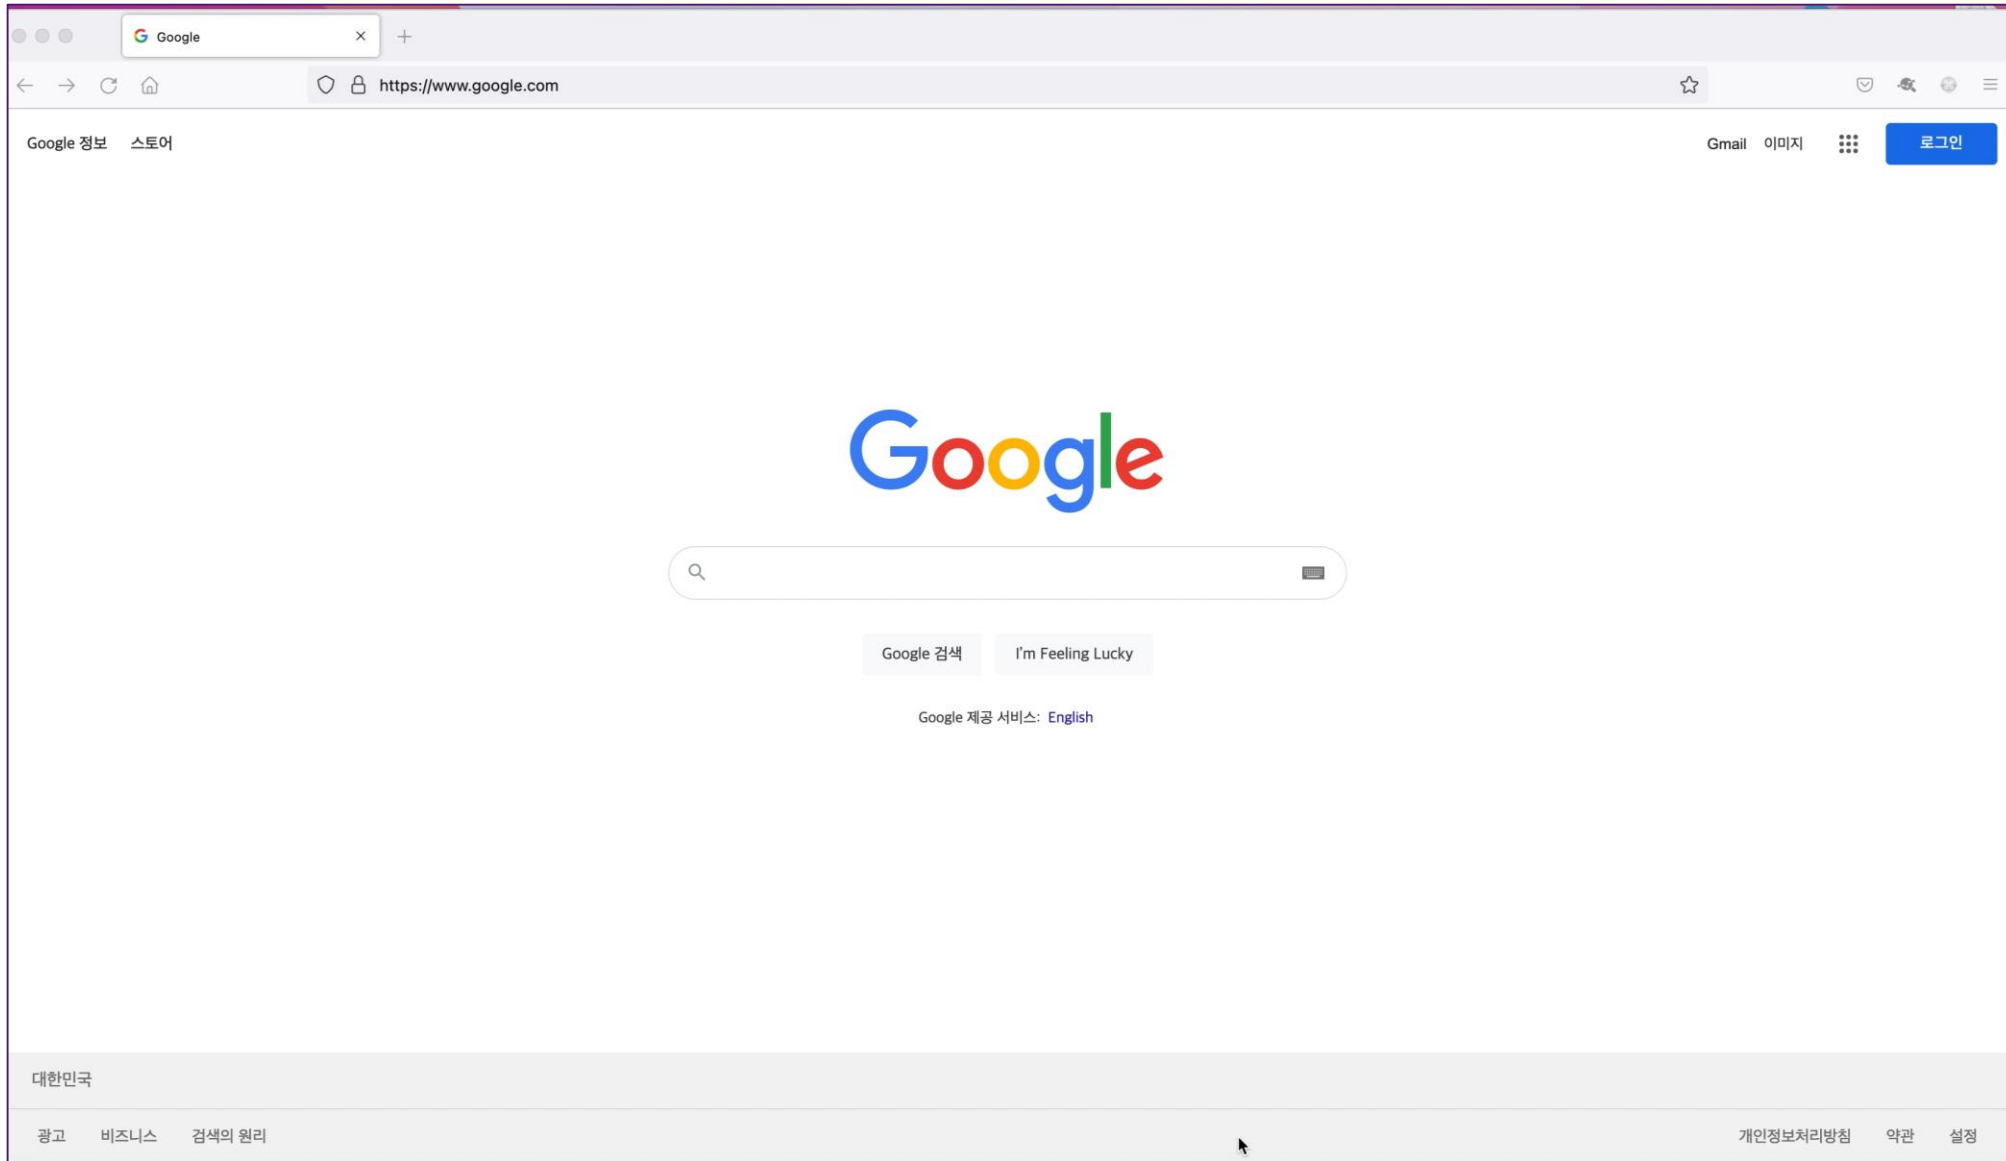 Google
https://www.google.com
Google 정보 스토어
Gmail 이미지 로그인
Google
Google 검색 I'm Feeling Lucky
Google 제공 서비스: English
대한민국
광고 비즈니스 검색의 원리
개인정보처리방침 약관 설정